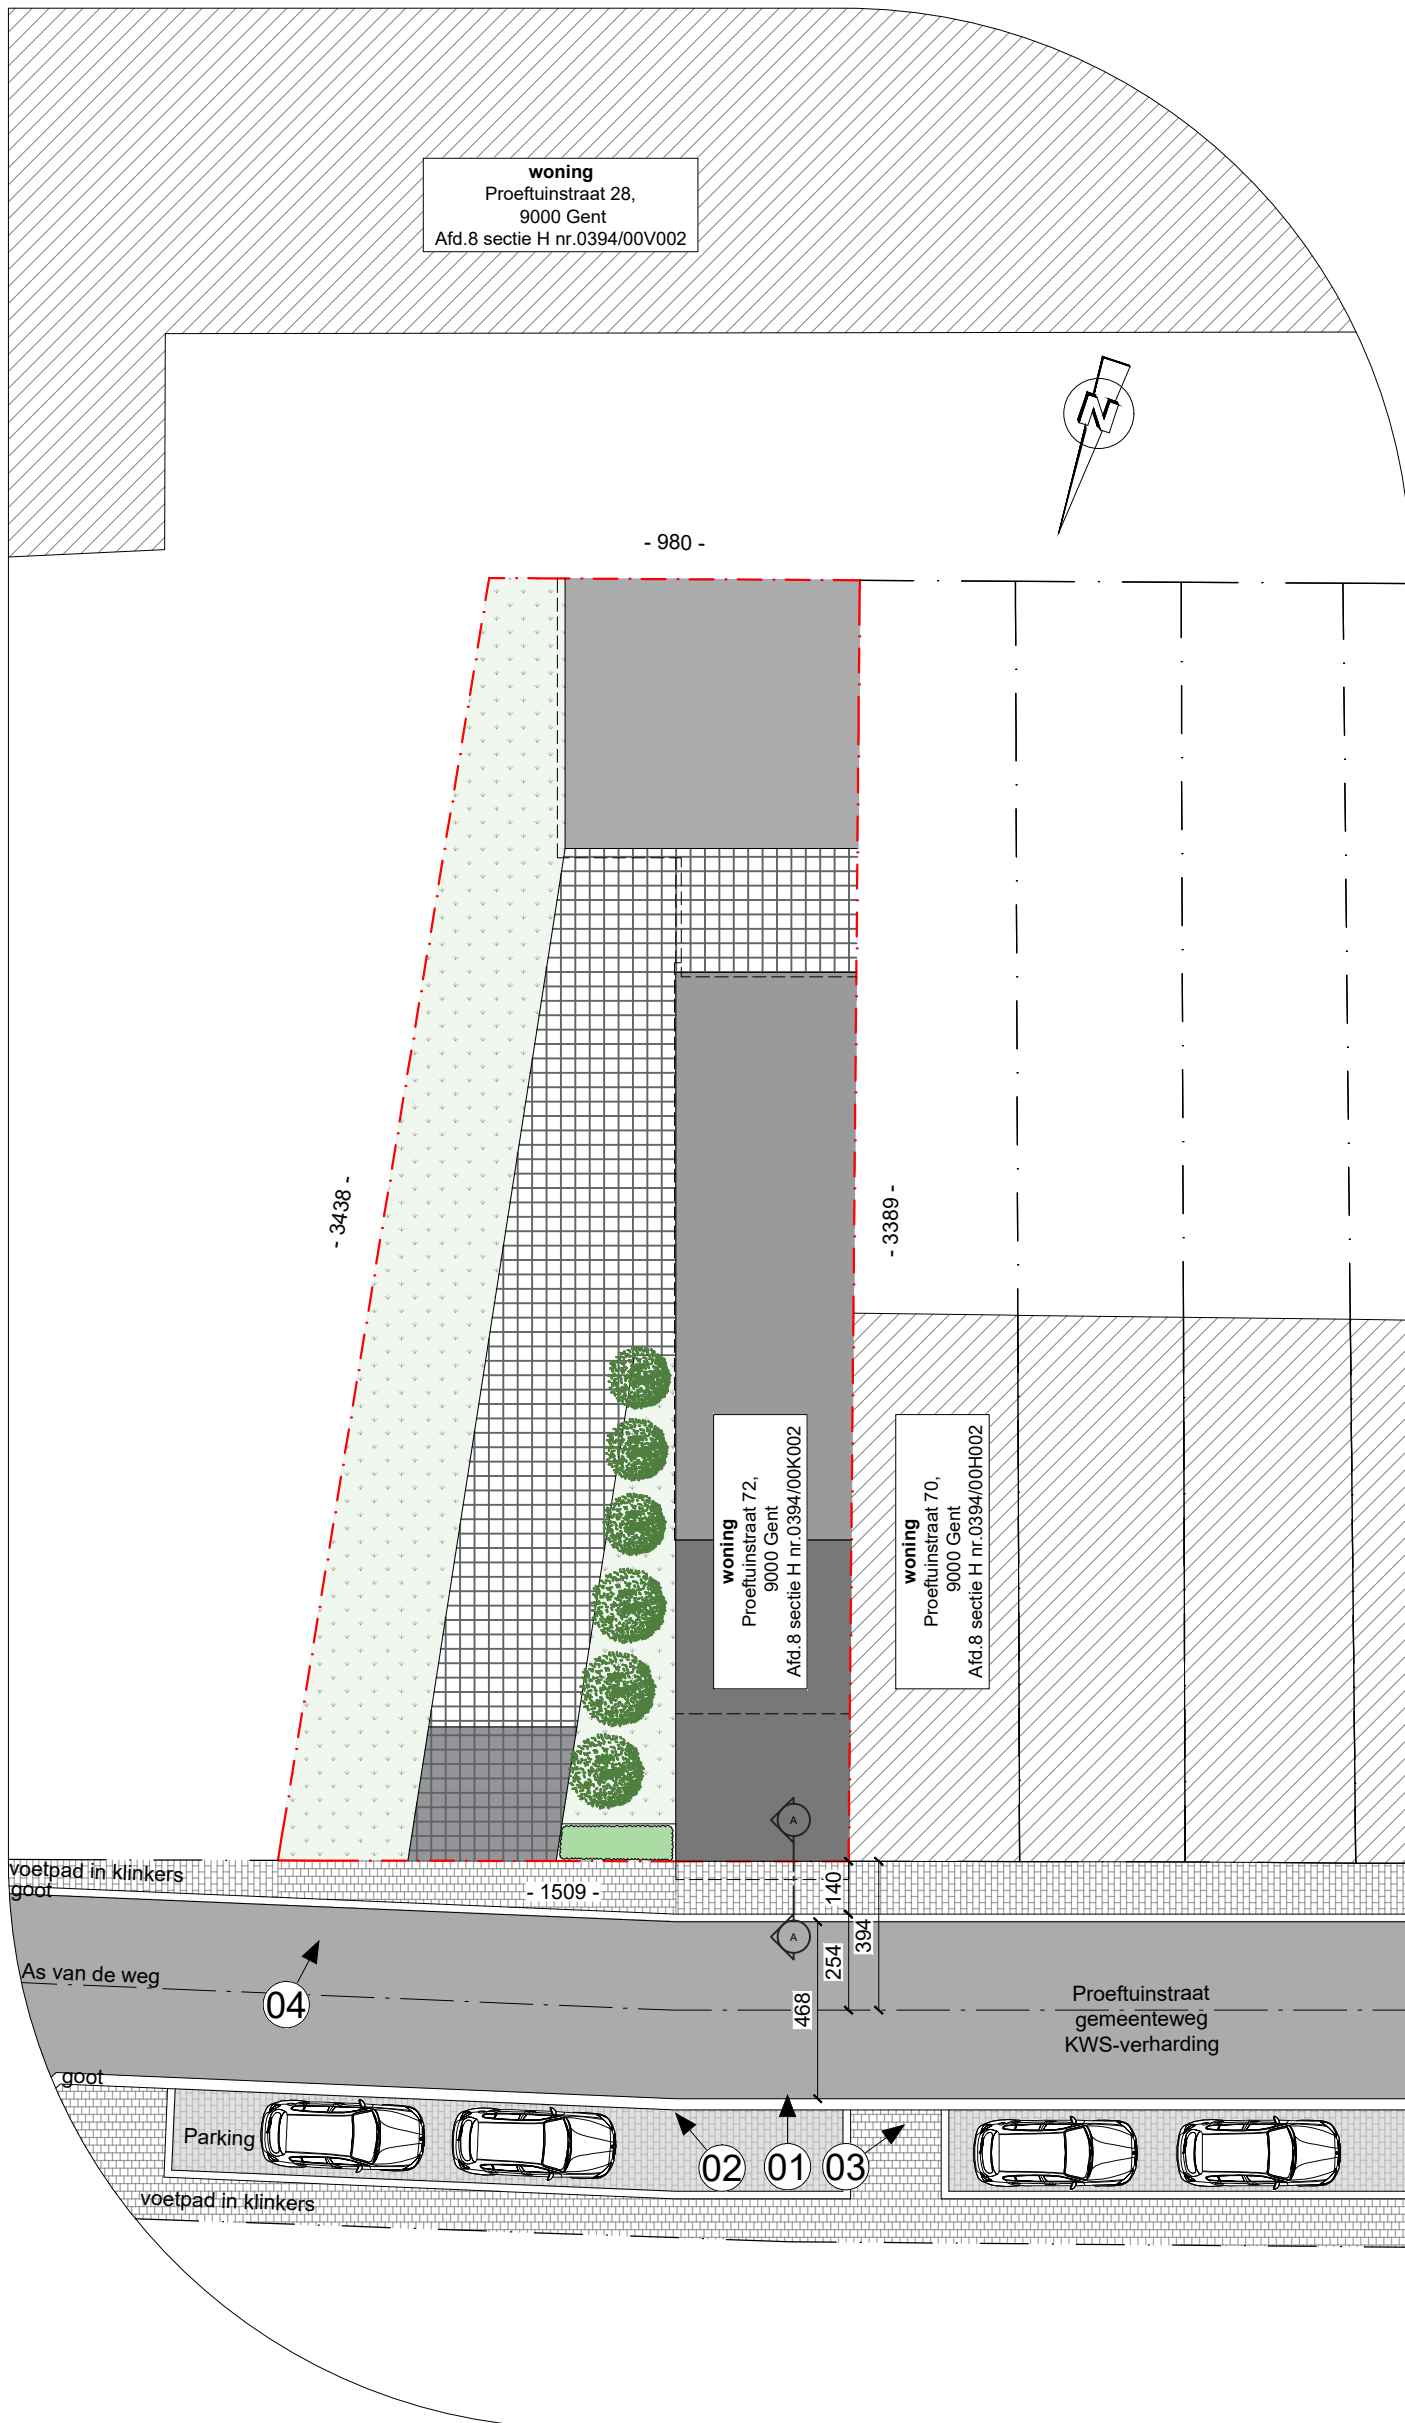 woning
Proeftuinstraat 28,
9000 Gent
Afd.8 sectie H nr.0394/00V002
N
- 980 -
- 3438 -
- 3389 -
woning
Proeftuinstraat 72,
9000 Gent
Afd.8 sectie H nr.0394/00K002
woning
Proeftuinstraat 70,
9000 Gent
Afd.8 sectie H nr.0394/00H002
A
voetpad in klinkers
goot
- 1509 -
140
394
254
468
A
As van de weg
04
Proeftuinstraat
gemeenteweg
KWS-verharding
goot
Parking
02
01
03
voetpad in klinkers